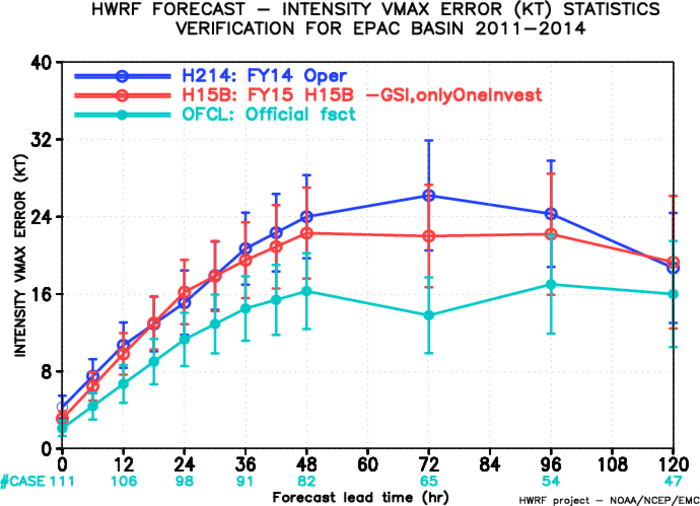 HWRF FORECAST – INTENSITY VMAX ERROR (KT) STATISTICS
VERIFICATION FOR EPAC BASIN 2011–2014
H214: FY14 Oper
H15B: FY15 H15B –GSI,onlyOneInvest
OFCL: Official fsct
INTENSITY VMAX ERROR (KT)
40
32
24
16
8
0
0 12 24 36 48 60 72 84 96 108 120
#CASE 111 106 98 91 82 65 54 47
Forecast lead time (hr)
HWRF project – NOAA/NCEP/EMC